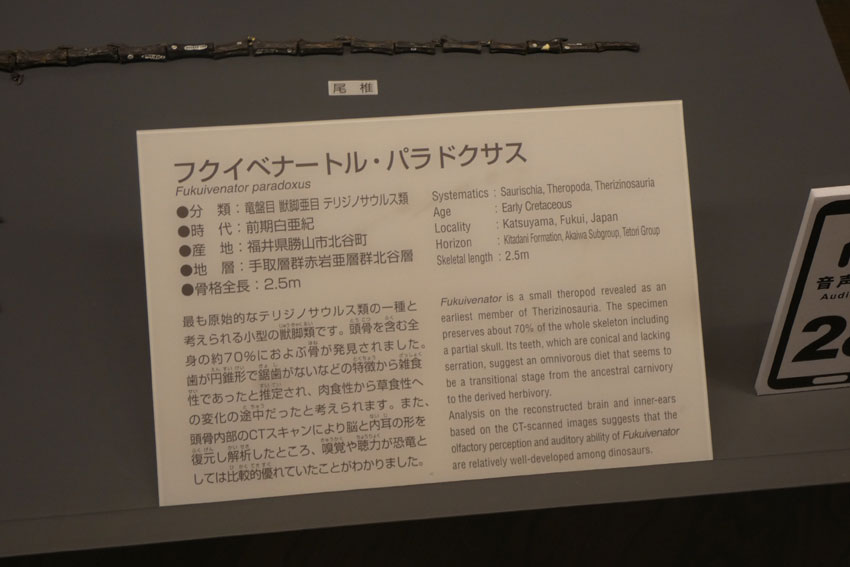 尾 椎
フクイベナートル・パラドクサス
Fukuivenator paradoxus
●分 類：竜盤目 獣脚亜目 テリジノサウルス類
●時 代：前期白亜紀
●産 地：福井県勝山市北谷町
●地 層：手取層群赤岩亜層群北谷層
●骨格全長：2.5m
最も原始的なテリジノサウルス類の一種と
考えられる小型の獣脚類です。頭骨を含む全
身の約70％におよぶ骨が発見されました。
歯が円錐形で鋸歯がないなどの特徴から雑食
性であったと推定され、肉食性から草食性へ
の変化の途中だったと考えられます。また、
頭骨内部のCTスキャンにより脳と内耳の形を
復元し解析したところ、嗅覚や聴力が恐竜と
しては比較的優れていたことがわかりました。
Systematics : Saurischia, Theropoda, Therizinosauria
Age : Early Cretaceous
Locality : Katsuyama, Fukui, Japan
Horizon : Kitadani Formation, Akaiwa Subgroup, Tetori Group
Skeletal length : 2.5m
Fukuivenator is a small theropod revealed as an
earliest member of Therizinosauria. The specimen
preserves about 70% of the whole skeleton including
a partial skull. Its teeth, which are conical and lacking
serration, suggest an omnivorous diet that seems to
be a transitional stage from the ancestral carnivory
to the derived herbivory.
Analysis on the reconstructed brain and inner-ears
based on the CT-scanned images suggests that the
olfactory perception and auditory ability of Fukuivenator
are relatively well-developed among dinosaurs.
音声
Audi
2